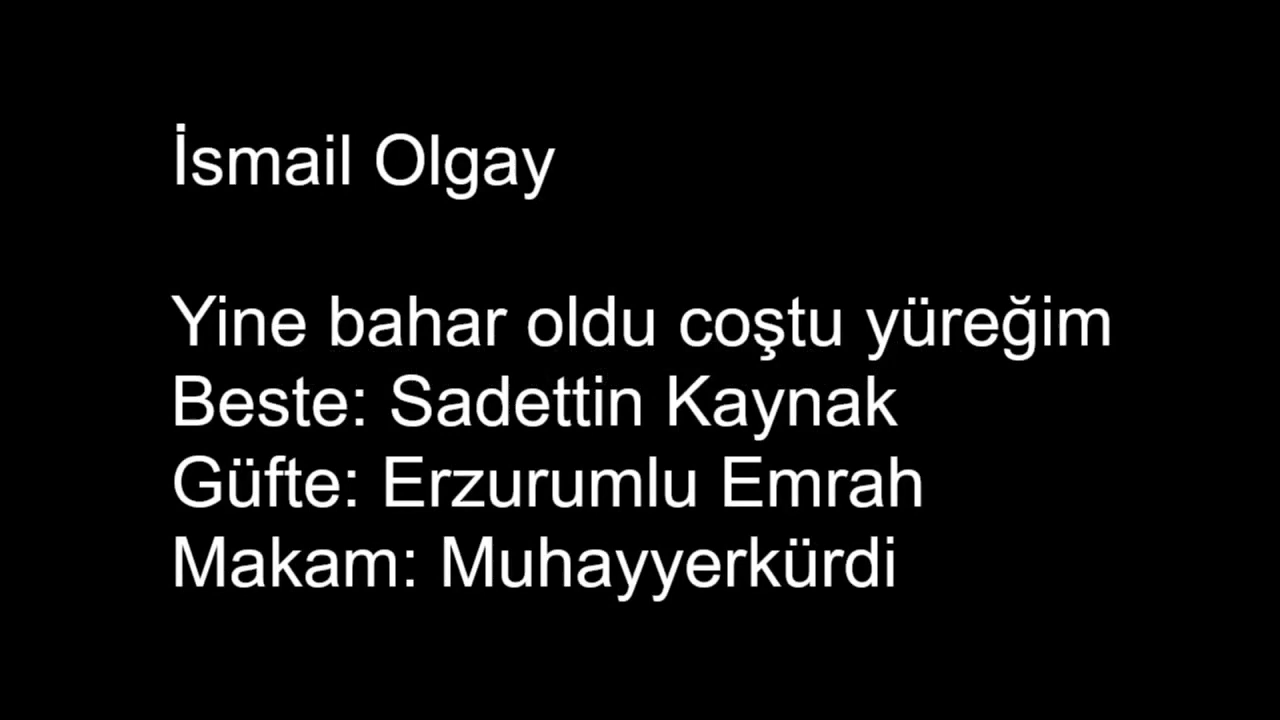 İsmail Olgay
Yine bahar oldu coştu yüreğim
Beste: Sadettin Kaynak
Güfte: Erzurumlu Emrah
Makam: Muhayyerkürdi